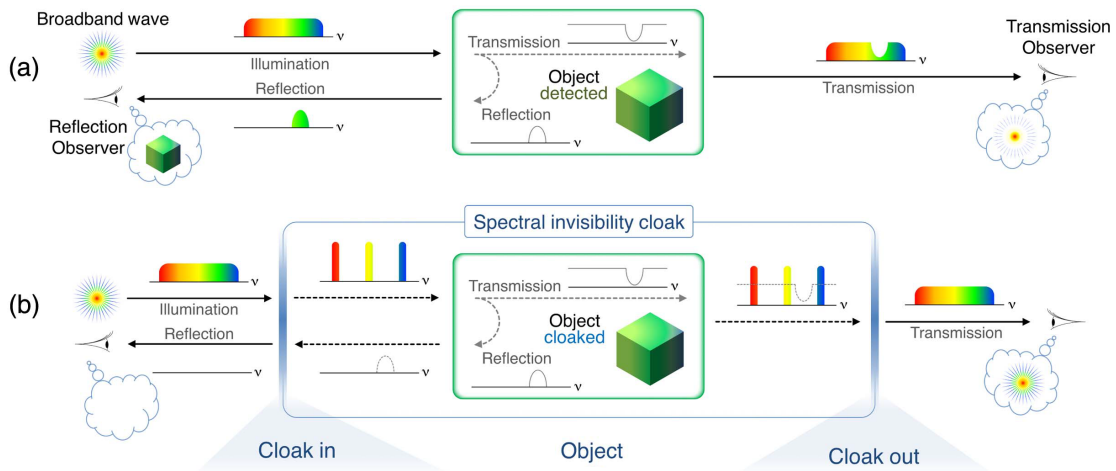 (a)
Broadband wave
ν
Illumination
Reflection
ν
Reflection
Observer
Transmission
ν
Object
detected
Reflection
ν
ν
Transmission
Transmission
Observer
(b)
Spectral invisibility cloak
ν
Illumination
Reflection
ν
ν
ν
Transmission
ν
Object
cloaked
Reflection
ν
ν
ν
Transmission
Cloak in
Object
Cloak out